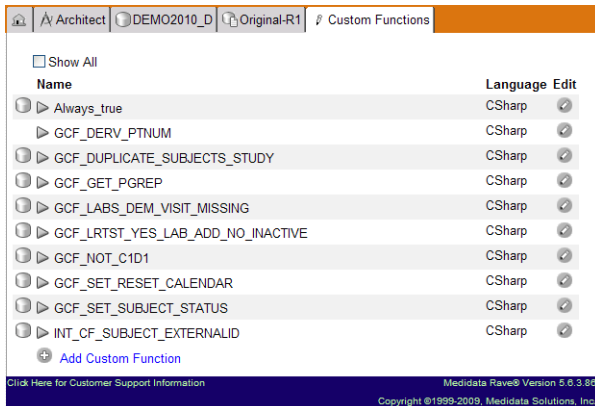 Architect DEMO2010_D Original-R1 Custom Functions
Show All
Name Language Edit
Always_true CSharp
GCF_DERV_PTNUM CSharp
GCF_DUPLICATE_SUBJECTS_STUDY CSharp
GCF_GET_PGREP CSharp
GCF_LABS_DEM_VISIT_MISSING CSharp
GCF_LRTST_YES_LAB_ADD_NO_INACTIVE CSharp
GCF_NOT_C1D1 CSharp
GCF_SET_RESET_CALENDAR CSharp
GCF_SET_SUBJECT_STATUS CSharp
INT_CF_SUBJECT_EXTERNALID CSharp
Add Custom Function
Click Here for Customer Support Information Medidata Rave® Version 5.6.3.86
Copyright ©1999-2009, Medidata Solutions, Inc.